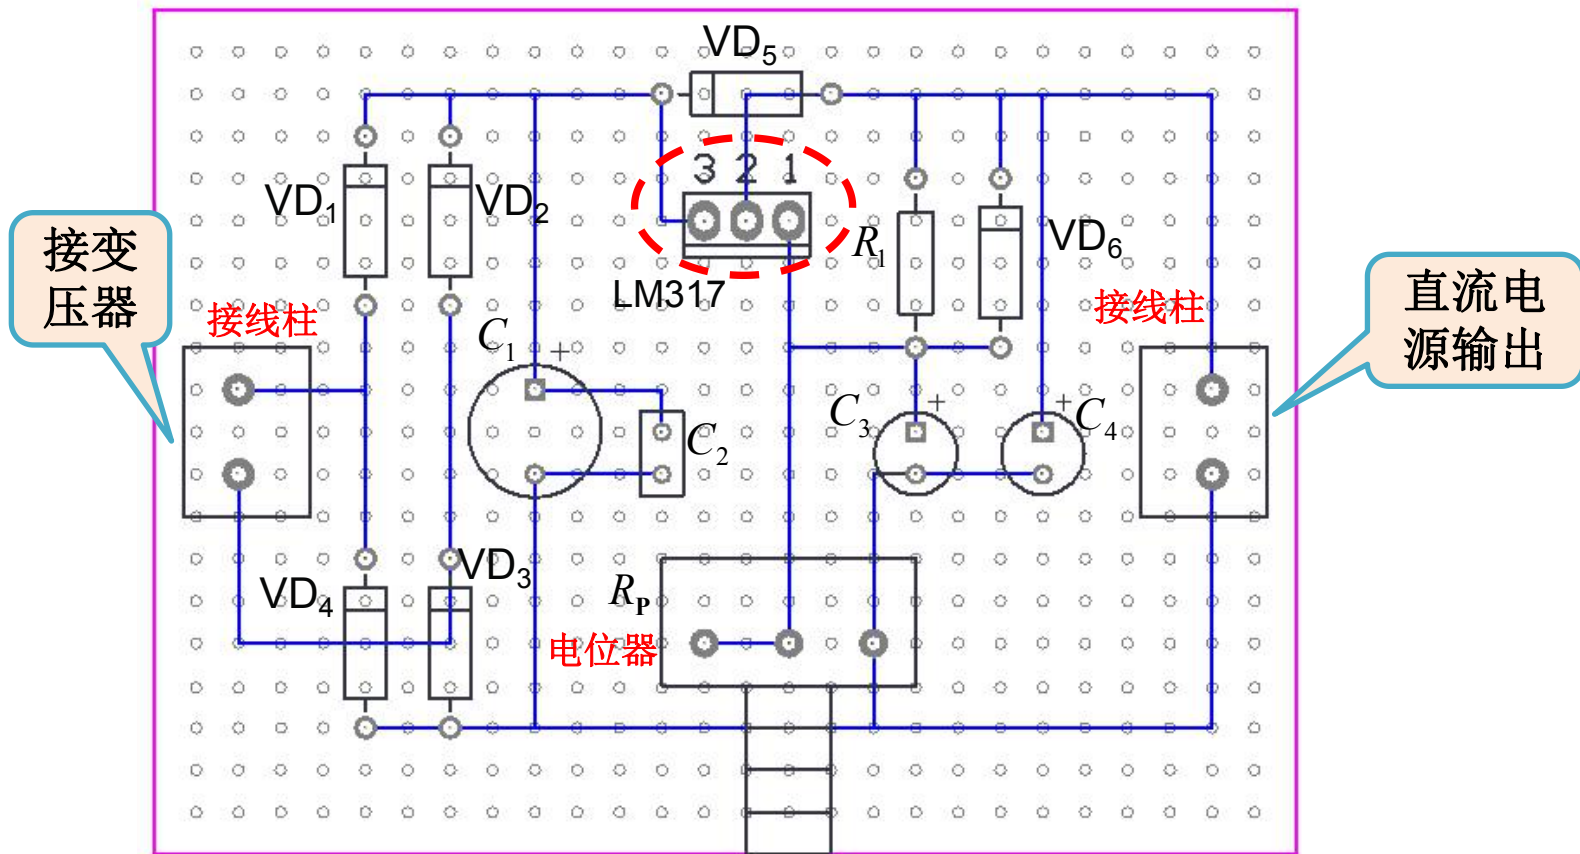 VD5
3 2 1
VD1
VD2
接变
压器
R1
VD6
LM317
直流电
源输出
接线柱
接线柱
C1
+
C3
+
+
C4
C2
VD3
VD4
RP
电位器